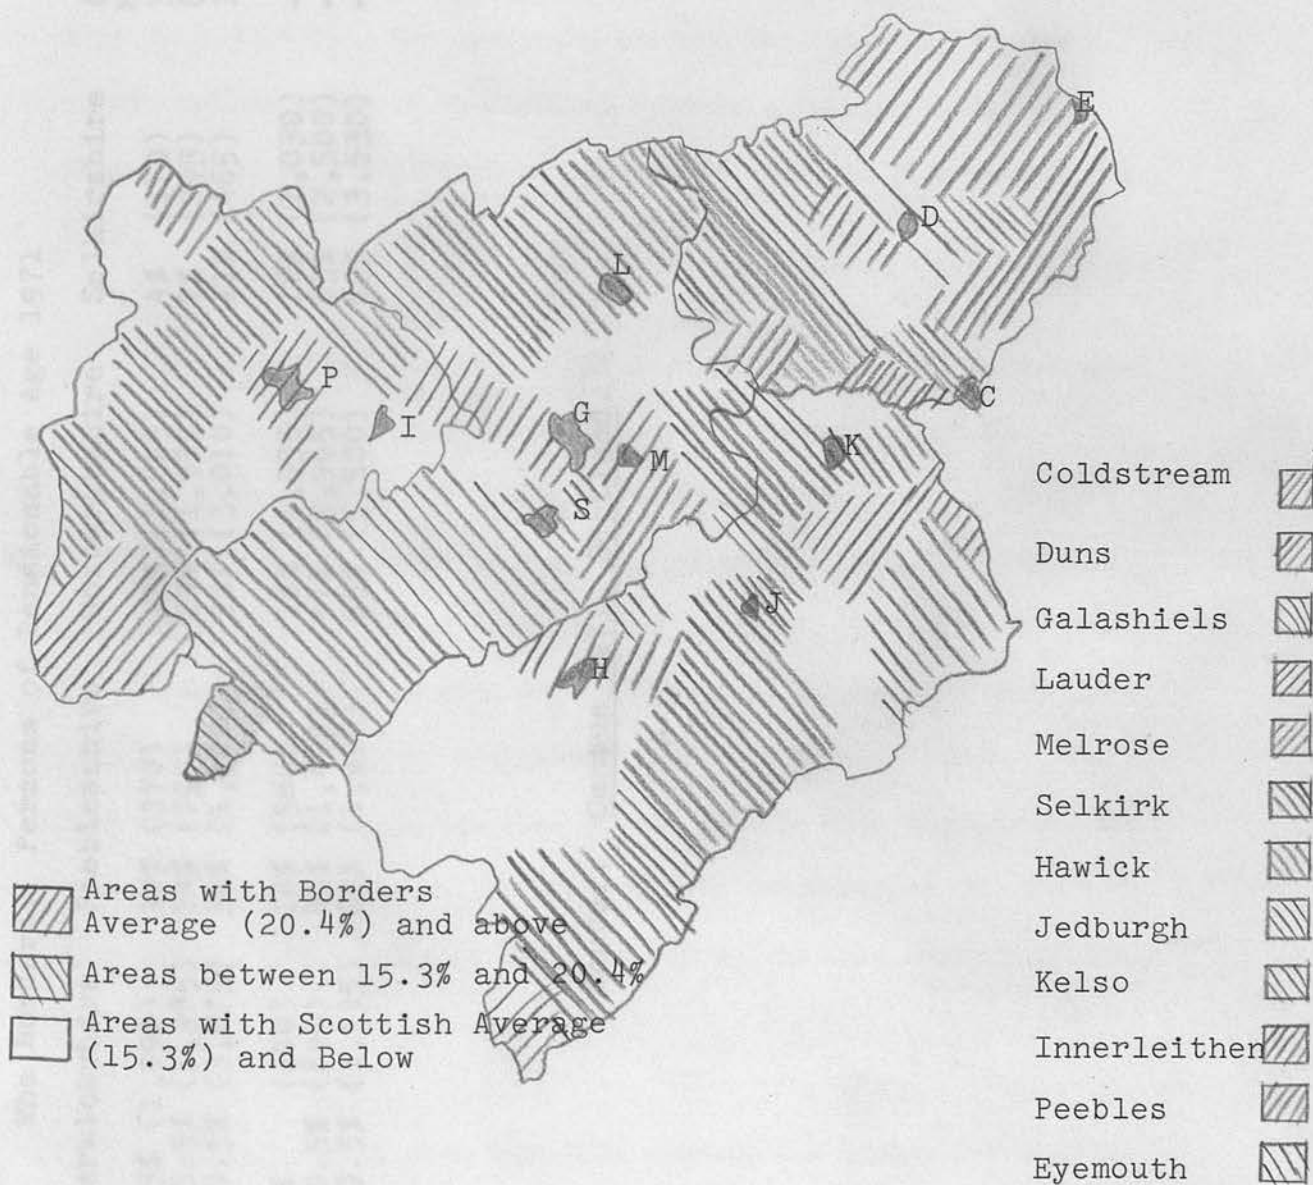 E
D
L
P
C
G
I
K
M
S
J
H
Coldstream
Duns
Galashiels
Lauder
Melrose
Selkirk
Hawick
Jedburgh
Kelso
Innerleithen
Peebles
Eyemouth
Areas with Borders
Average (20.4%) and above
Areas between 15.3% and 20.4%
Areas with Scottish Average
(15.3%) and Below